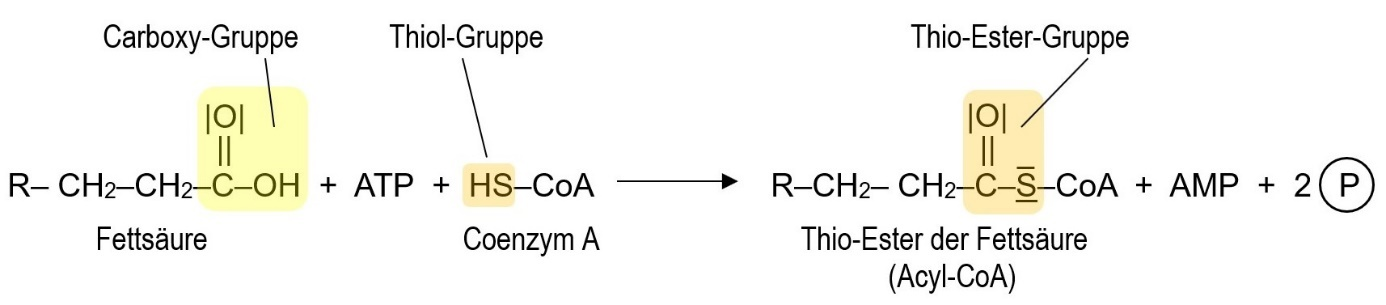 Carboxy-Gruppe Thiol-Gruppe Thio-Ester-Gruppe
|O| |O|
|| ||
R– CH₂–CH₂–C–OH + ATP + HS–CoA ⟶ R–CH₂– CH₂–C–S̲̅–CoA + AMP + 2 Ⓟ
Fettsäure Coenzym A Thio-Ester der Fettsäure
(Acyl-CoA)